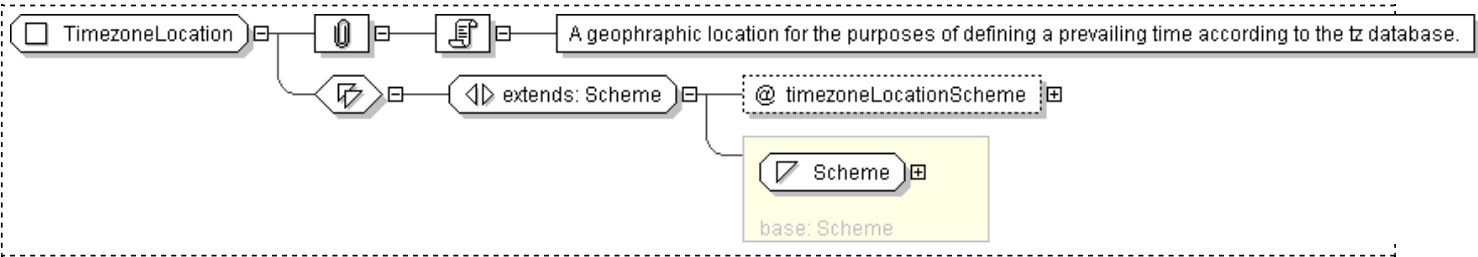 TimezoneLocation
A geophraphic location for the purposes of defining a prevailing time according to the tz database.
extends: Scheme
@ timezoneLocationScheme
Scheme
base: Scheme